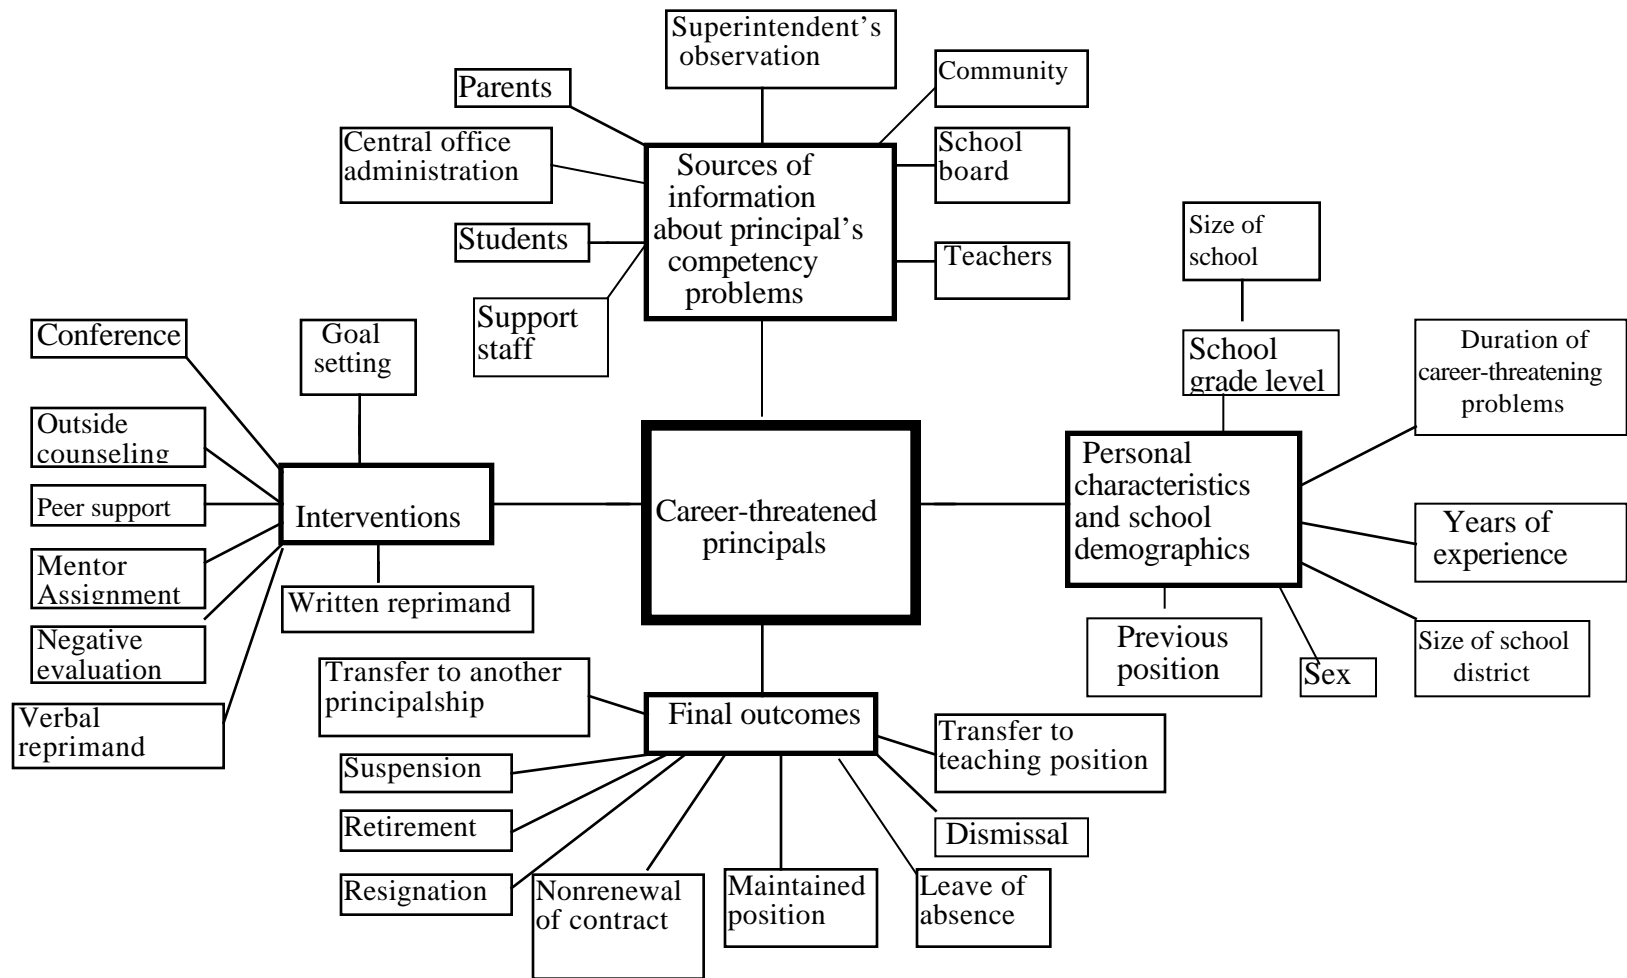 Superintendent's
observation
Community
Parents
Central office
administration
School
board
Sources of
information
about principal's
competency
problems
Students
Teachers
Support
staff
Size of
school
School
grade level
Duration of
career-threatening
problems
Conference
Goal
setting
Outside
counseling
Peer support
Interventions
Mentor
Assignment
Written reprimand
Negative
evaluation
Verbal
reprimand
Career-threatened
principals
Personal
characteristics
and school
demographics
Years of
experience
Previous
position
Sex
Size of school
district
Transfer to another
principalship
Final outcomes
Transfer to
teaching position
Suspension
Retirement
Dismissal
Resignation
Nonrenewal
of contract
Maintained
position
Leave of
absence